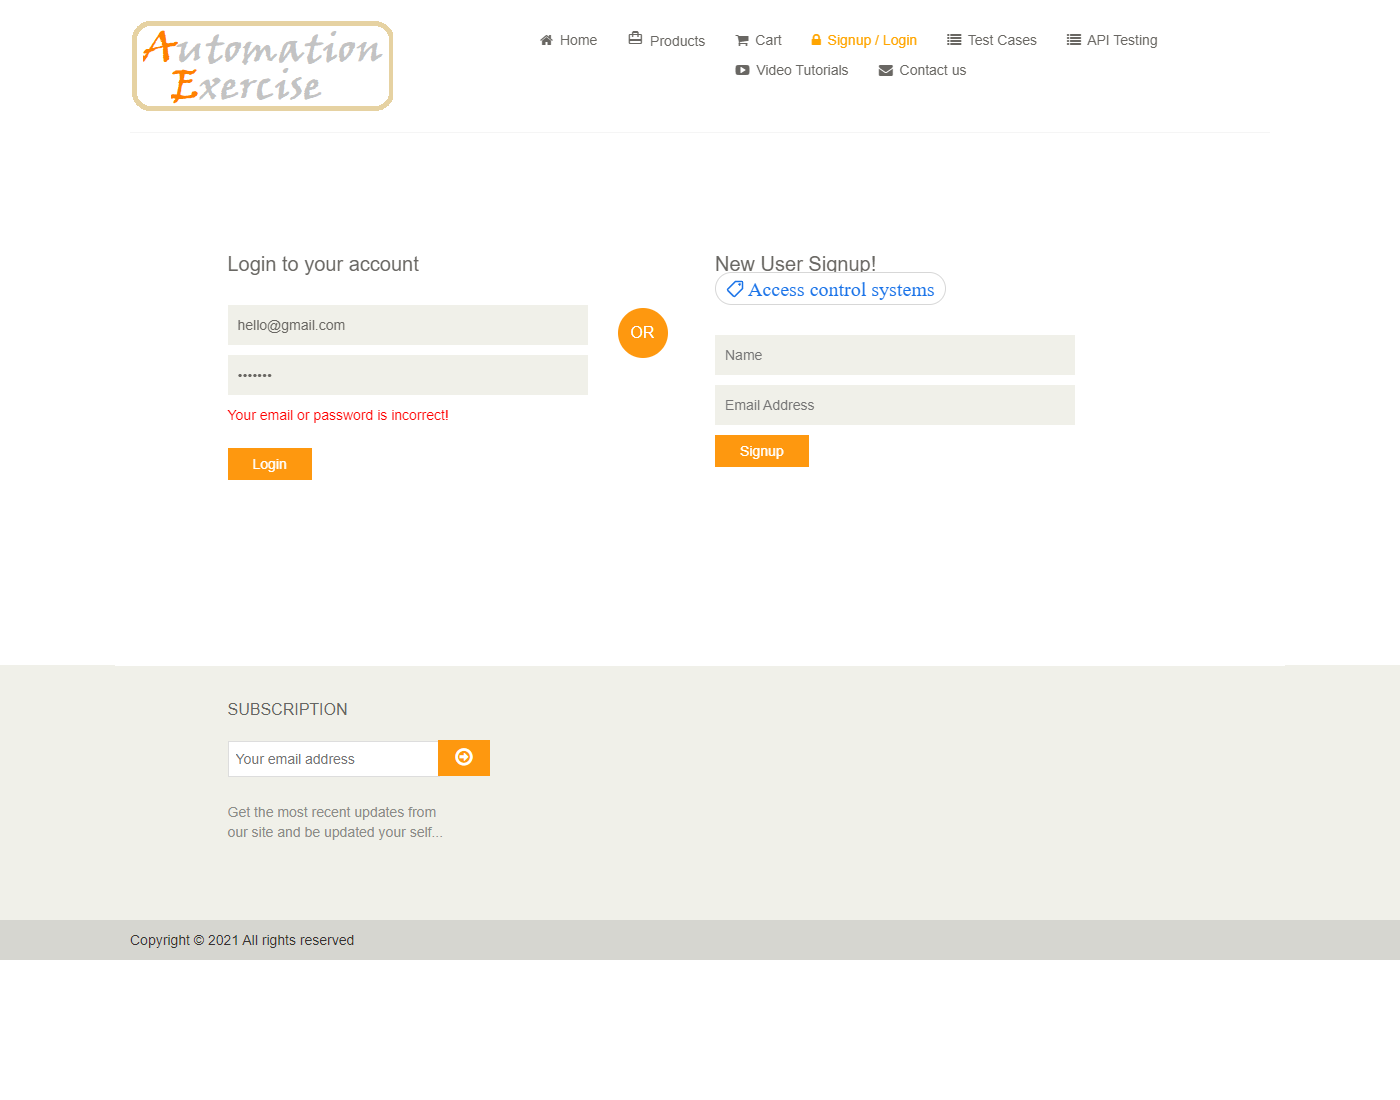 Automation
Exercise
Home
Products
Cart
Signup / Login
Test Cases
API Testing
Video Tutorials
Contact us
Login to your account
hello@gmail.com
•••••••
Your email or password is incorrect!
Login
OR
New User Signup!
Access control systems
Name
Email Address
Signup
SUBSCRIPTION
Your email address
Get the most recent updates from
our site and be updated your self...
Copyright © 2021 All rights reserved